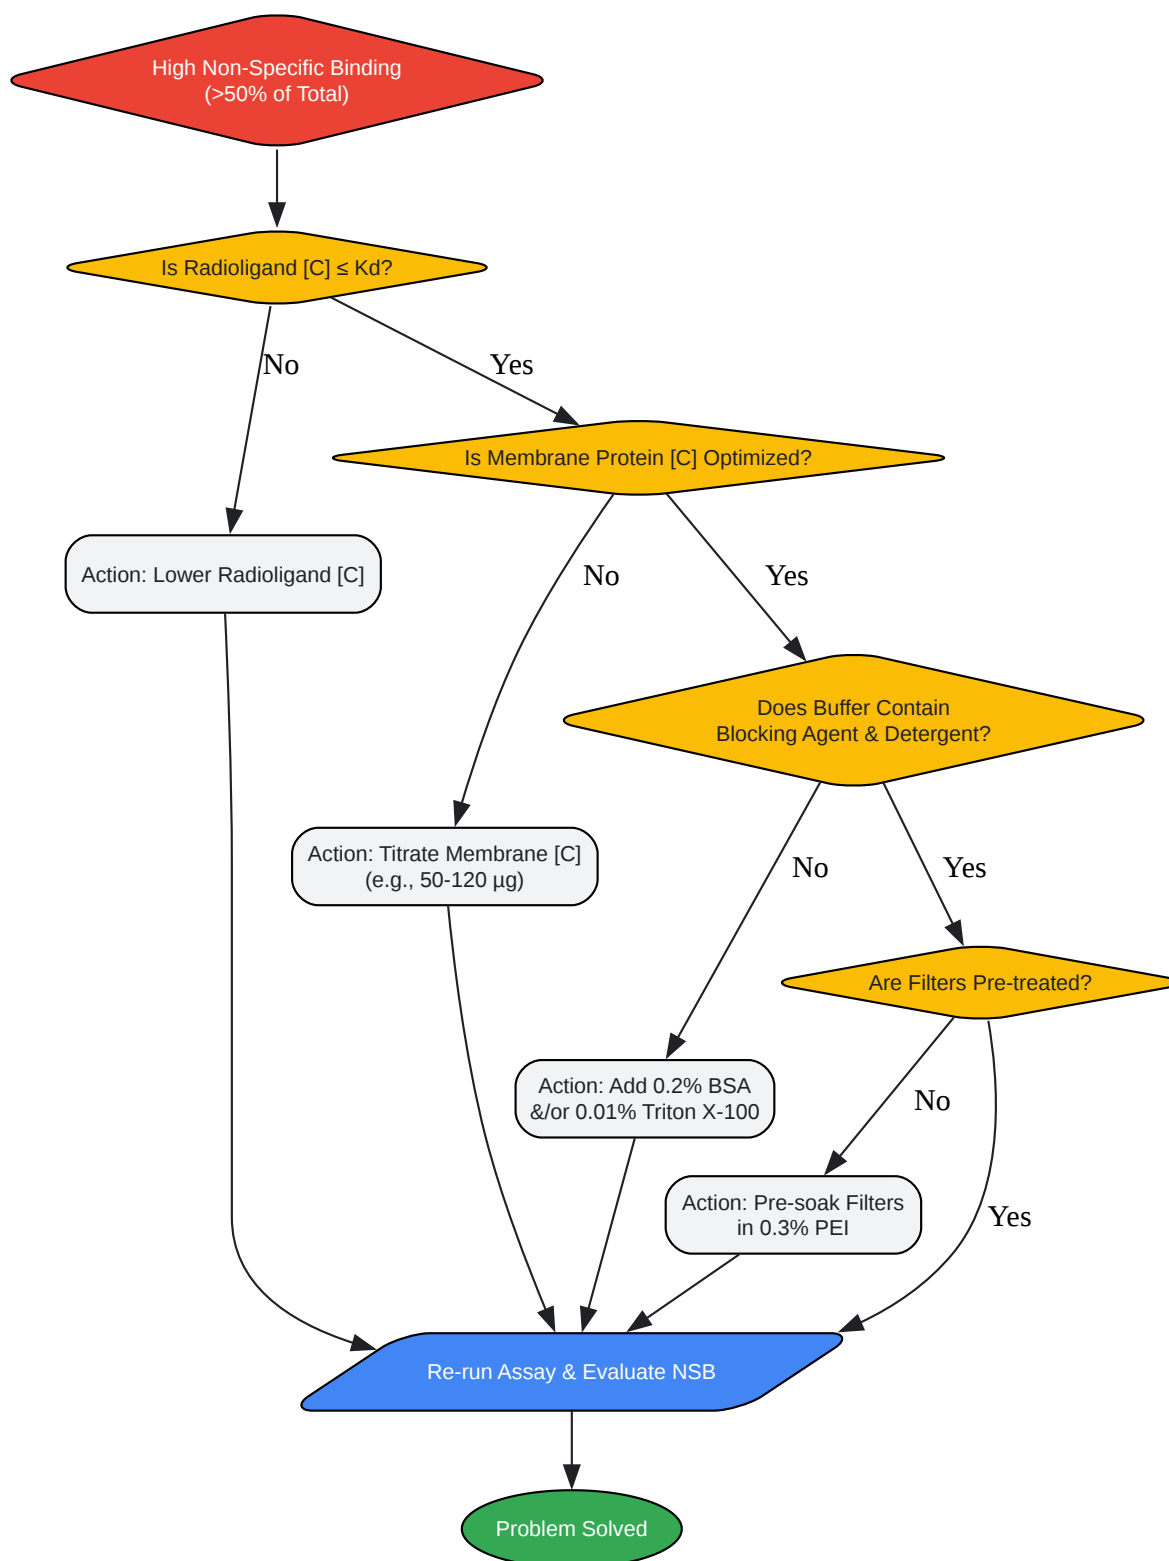 High Non-Specific Binding
(>50% of Total)
Is Radioligand [C] ≤ Kd?
No
Yes
Is Membrane Protein [C] Optimized?
Action: Lower Radioligand [C]
No
Yes
Does Buffer Contain
Blocking Agent & Detergent?
Action: Titrate Membrane [C]
(e.g., 50-120 µg)
No
Yes
Are Filters Pre-treated?
Action: Add 0.2% BSA
&/or 0.01% Triton X-100
No
Action: Pre-soak Filters
in 0.3% PEI
Yes
Re-run Assay & Evaluate NSB
Problem Solved